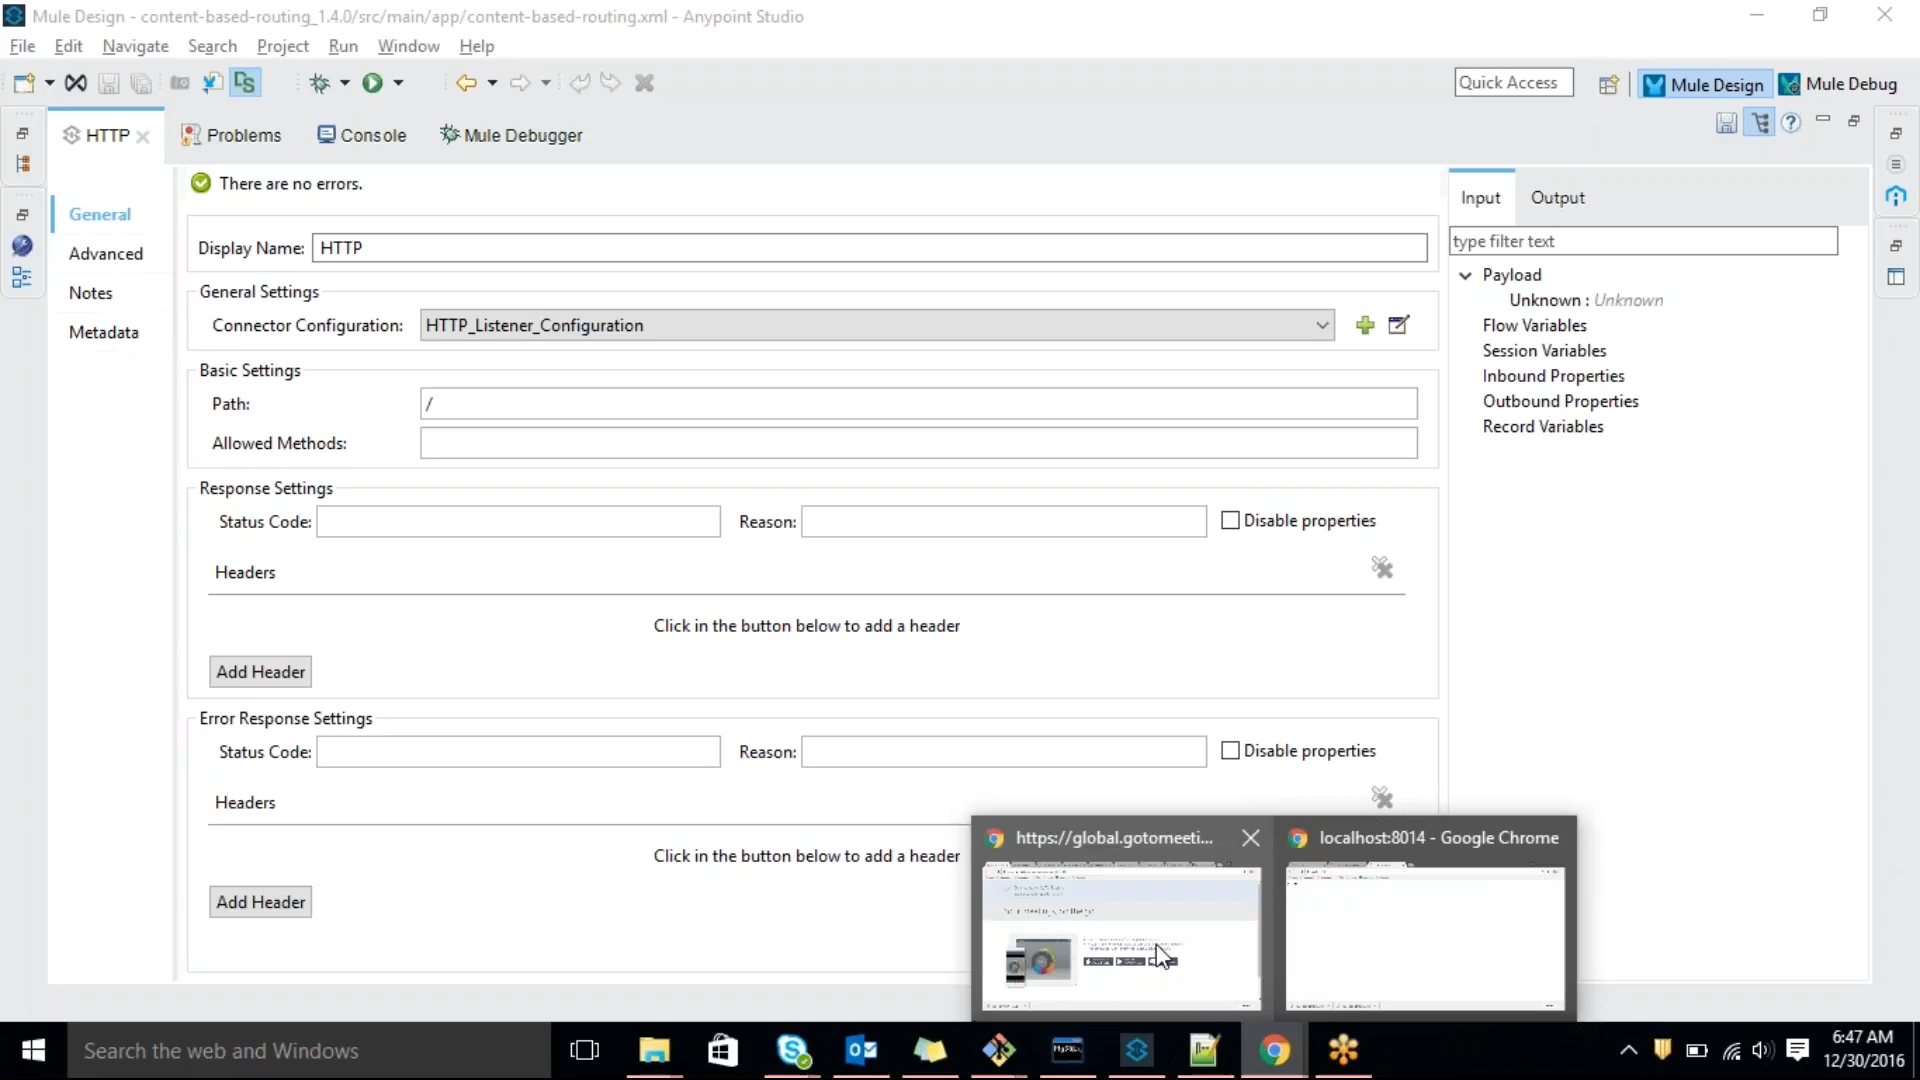 Mule Design - content-based-routing_1.4.0/src/main/app/content-based-routing.xml - Anypoint Studio
File Edit Navigate Search Project Run Window Help
Quick Access
Mule Design
Mule Debug
HTTP
Problems
Console
Mule Debugger
There are no errors.
General
Advanced
Notes
Metadata
Display Name: HTTP
General Settings
Connector Configuration: HTTP_Listener_Configuration
Basic Settings
Path: /
Allowed Methods:
Response Settings
Status Code: Reason: Disable properties
Headers
Click in the button below to add a header
Add Header
Error Response Settings
Status Code: Reason: Disable properties
Headers
Click in the button below to add a header
Add Header
Input Output
type filter text
Payload
Unknown : Unknown
Flow Variables
Session Variables
Inbound Properties
Outbound Properties
Record Variables
https://global.gotomeeti...
localhost:8014 - Google Chrome
Search the web and Windows
6:47 AM
12/30/2016